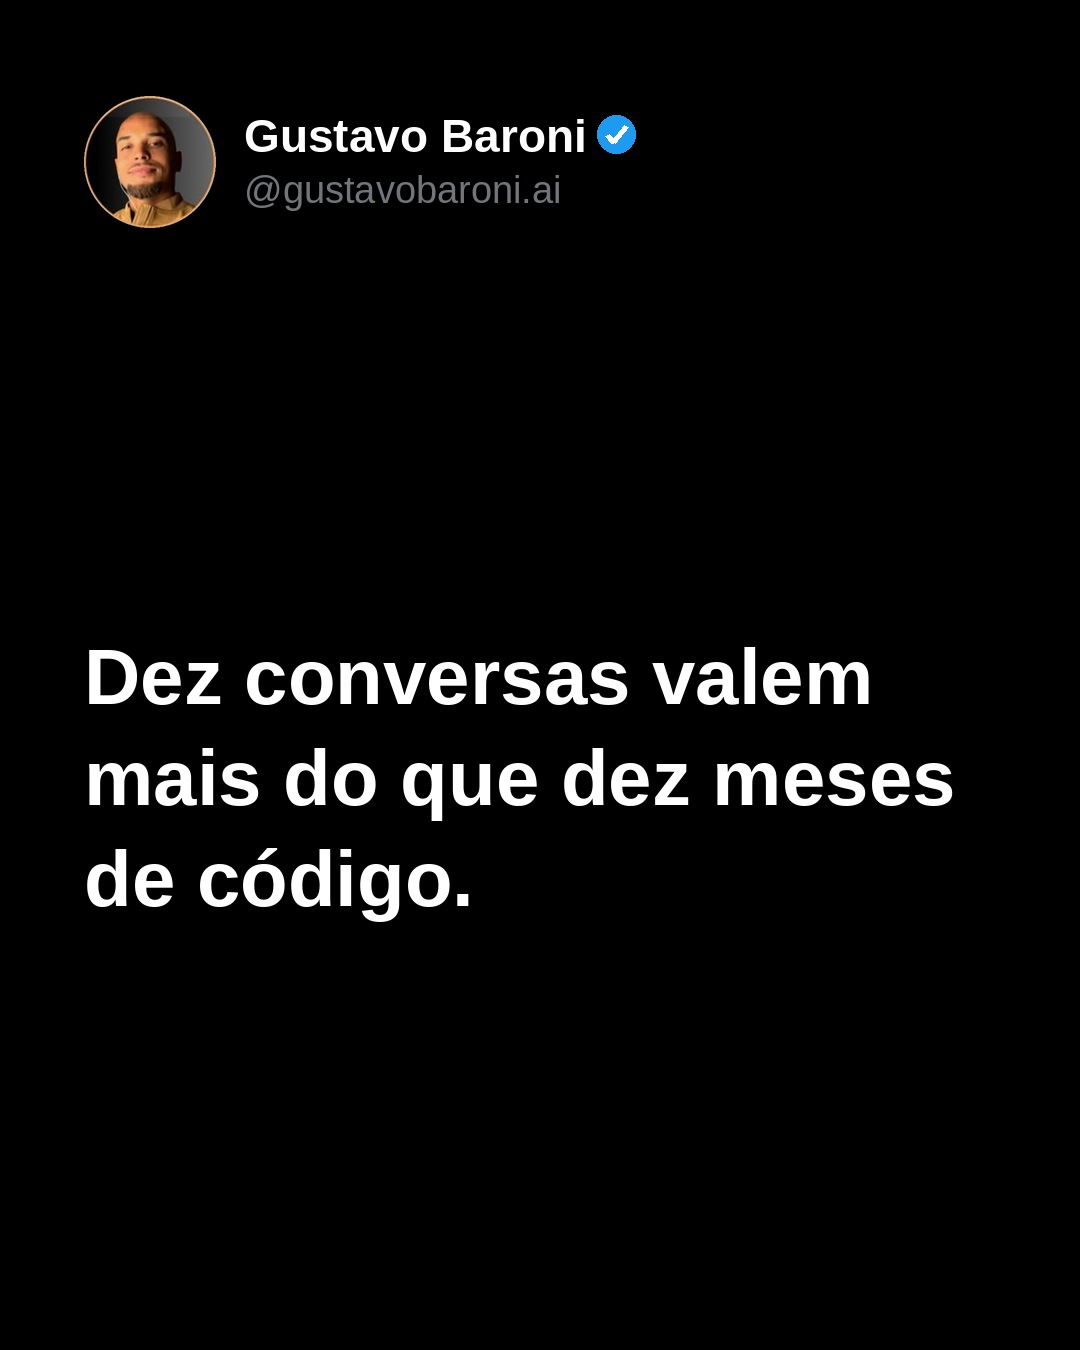 Gustavo Baroni
@gustavobaroni.ai
Dez conversas valem
mais do que dez meses
de código.